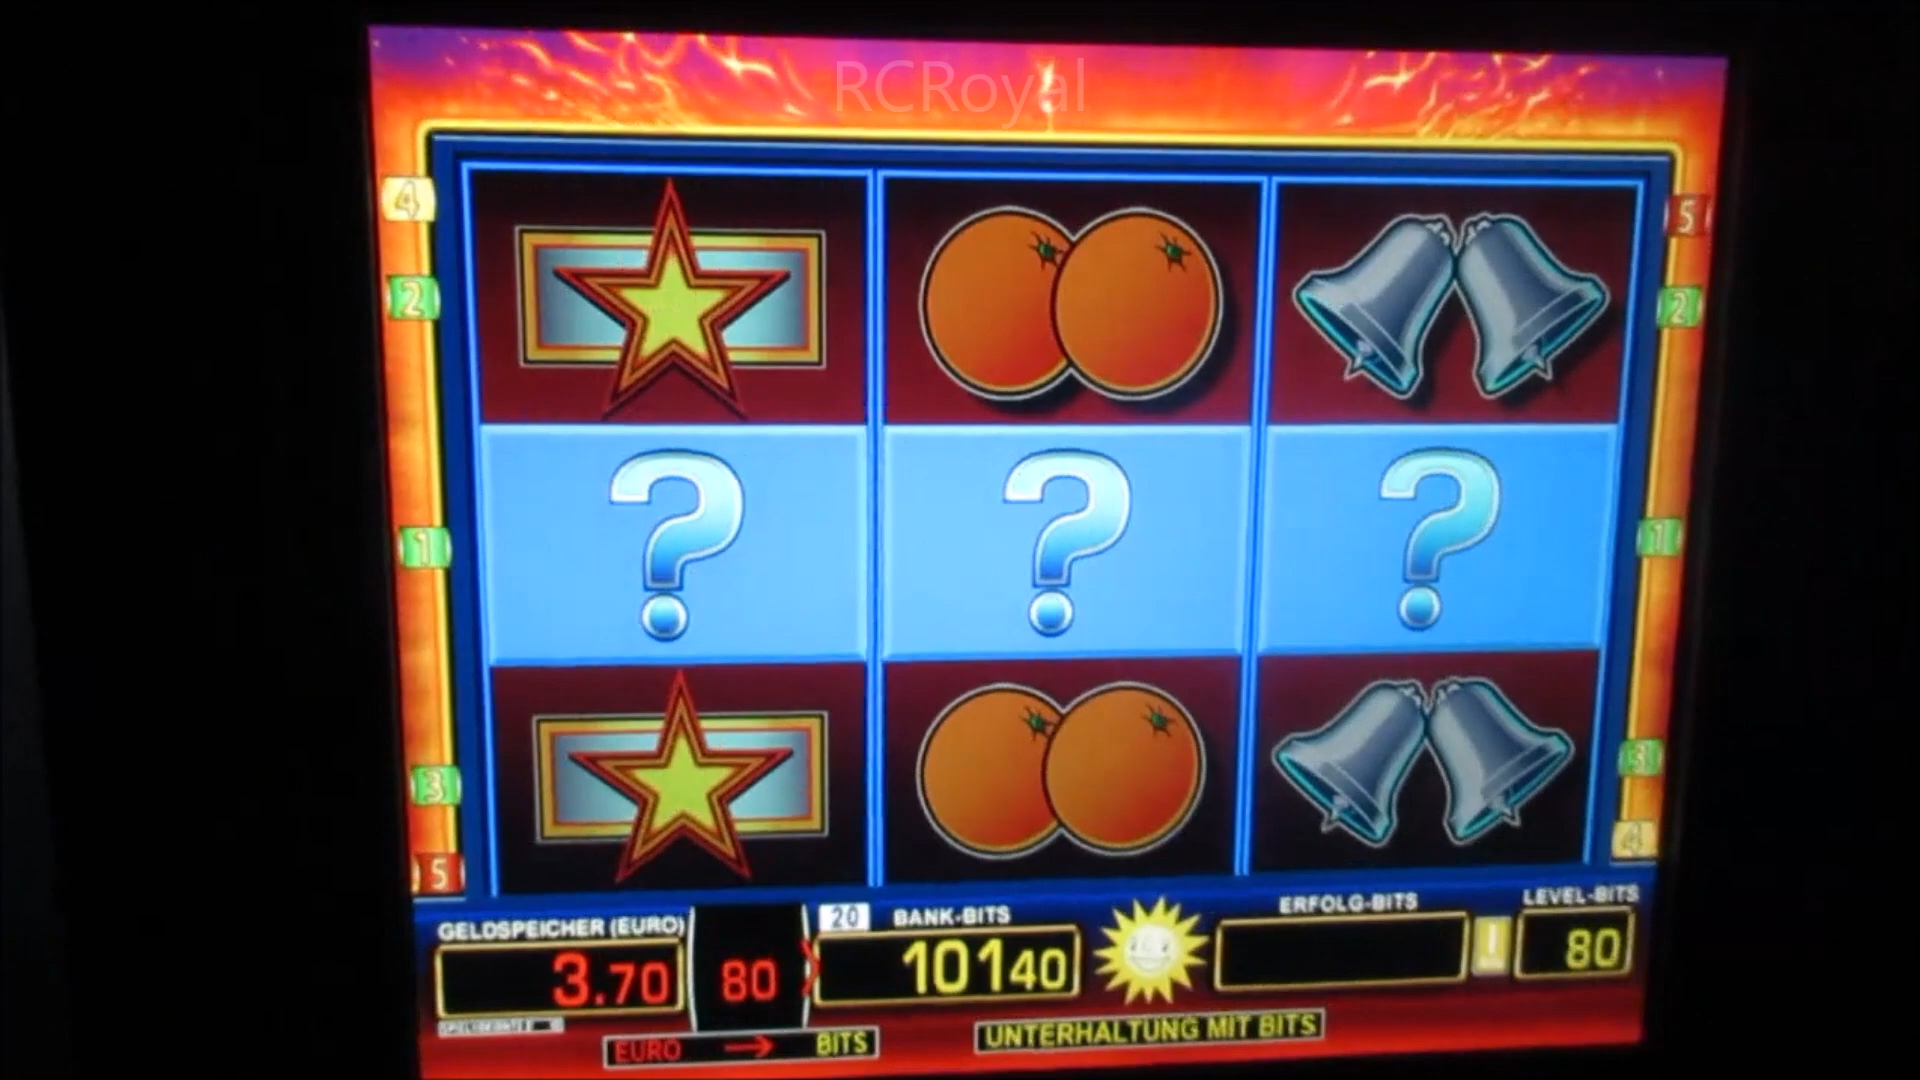 RCRoyal
4
5
2
2
? ? ?
1
1
3
3
5
4
GELDSPEICHER (EURO)
20 BANK-BITS
ERFOLG-BITS
LEVEL-BITS
3.70
80
10140
!
80
EURO → BITS
UNTERHALTUNG MIT BITS